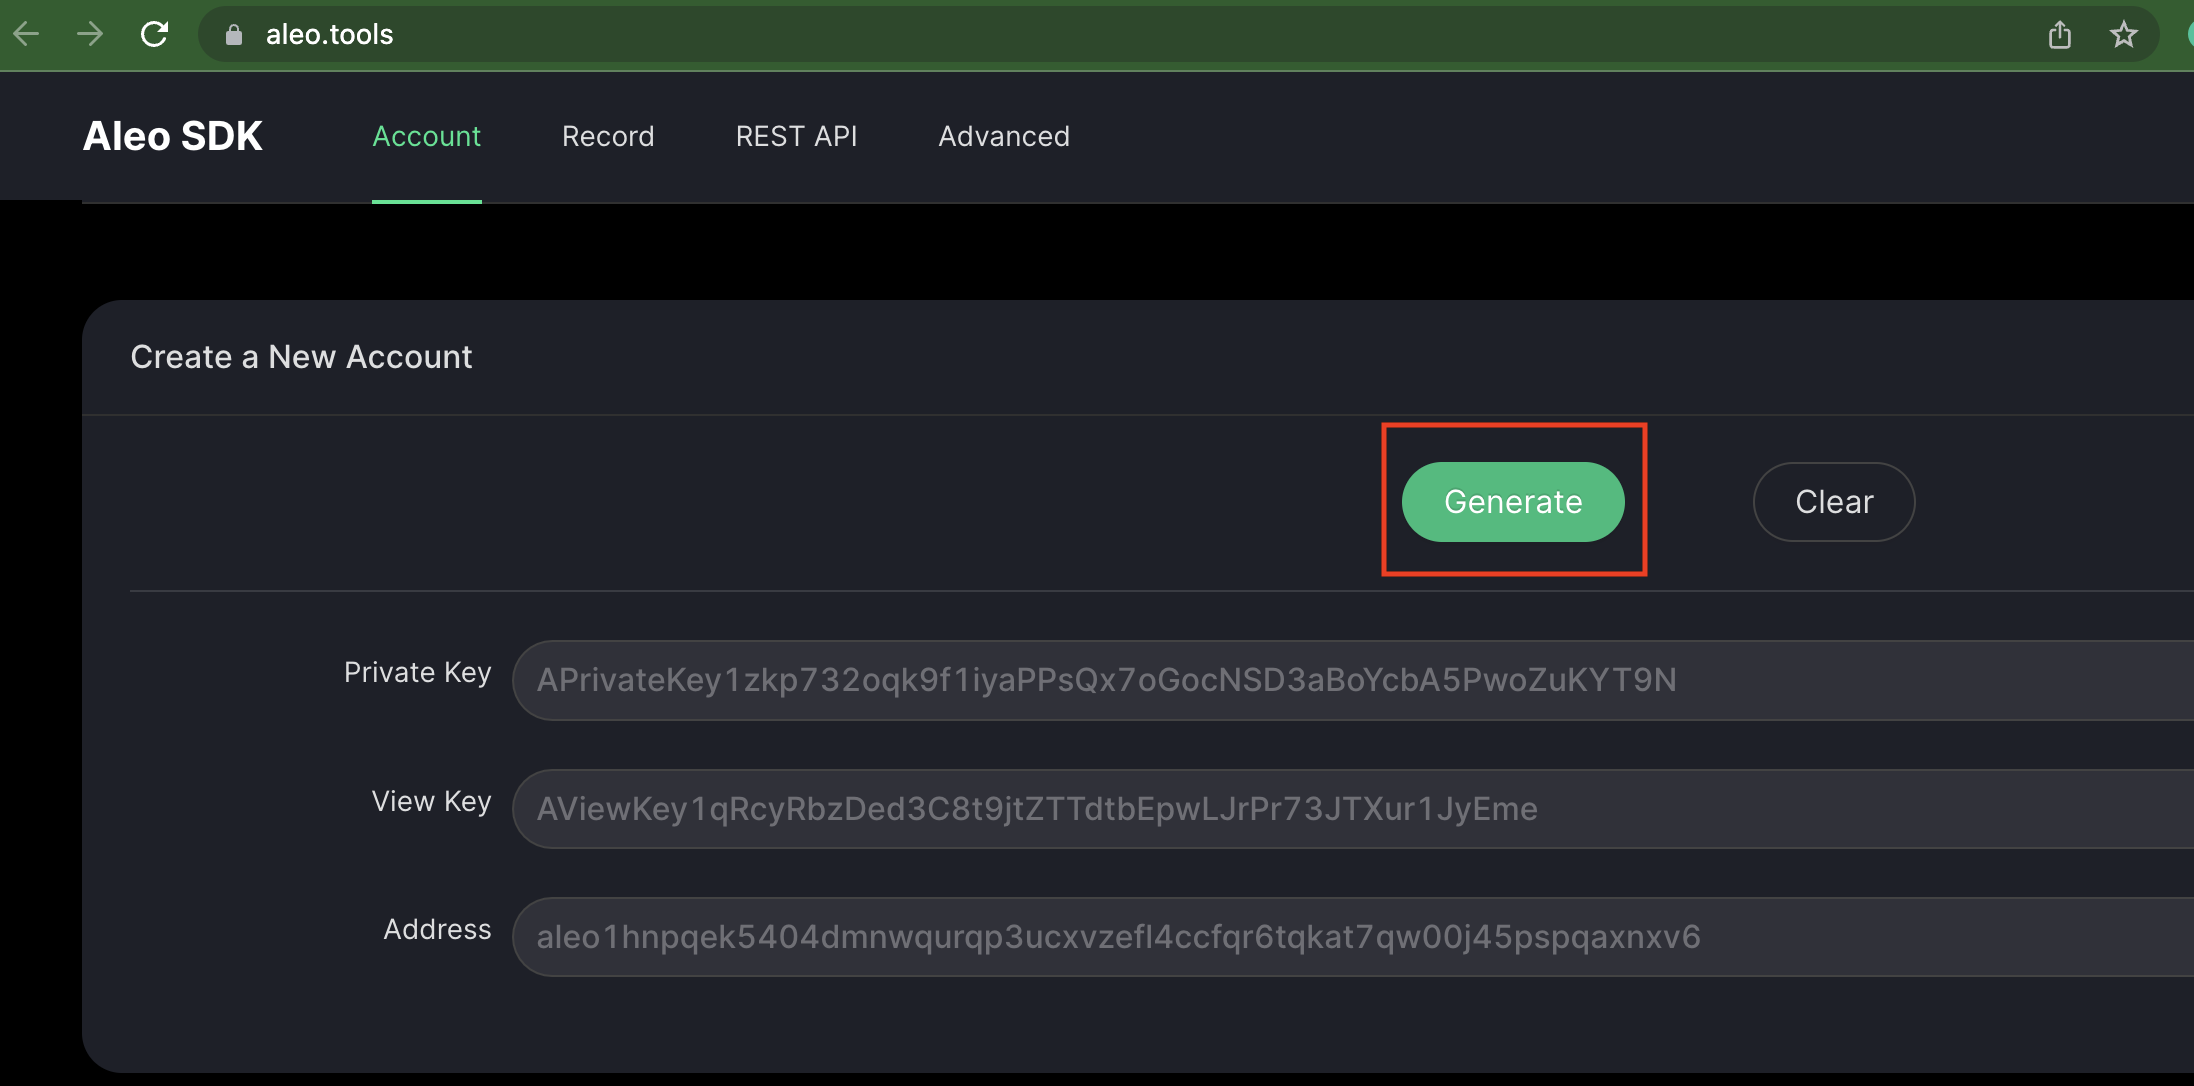 aleo.tools
Aleo SDK Account Record REST API Advanced
Create a New Account
Generate Clear
Private Key APrivateKey1zkp732oqk9f1iyaPPsQx7oGocNSD3aBoYcbA5PwoZuKYT9N
View Key AViewKey1qRcyRbzDed3C8t9jtZTTdtbEpwLJrPr73JTXur1JyEme
Address aleo1hnpqek5404dmnwqurqp3ucxvzefl4ccfqr6tqkat7qw00j45pspqaxnxv6